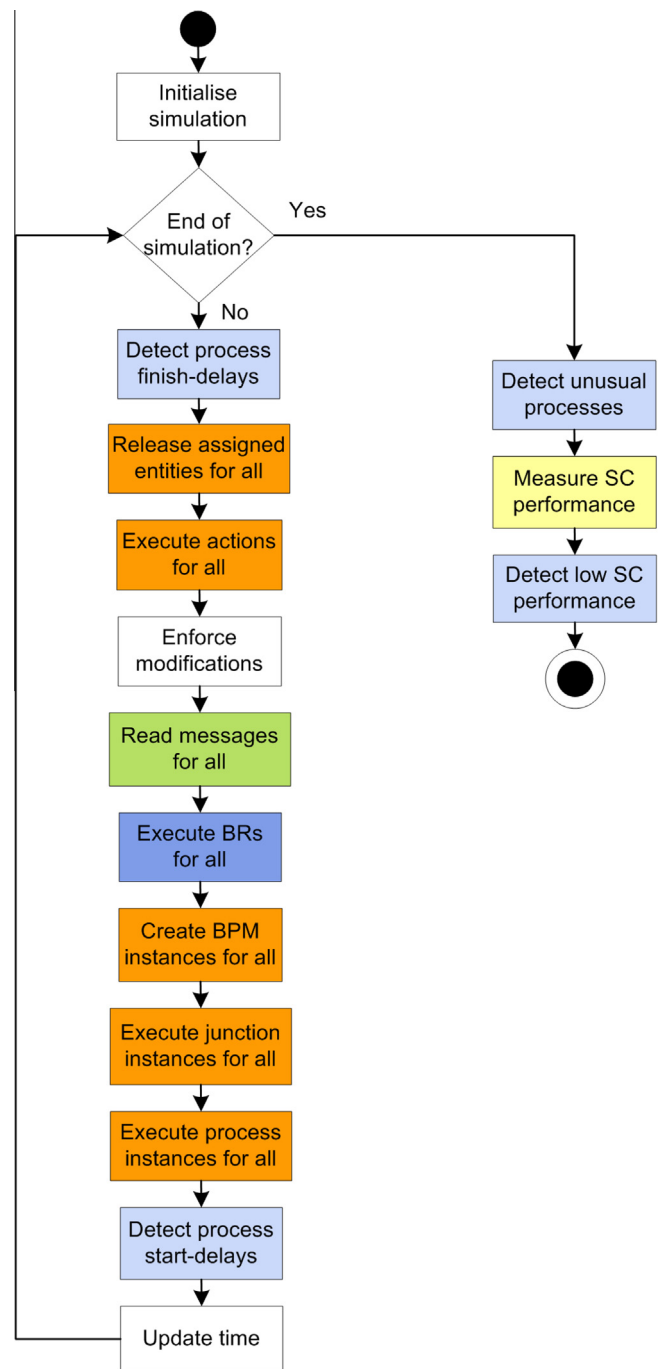 Initialise
simulation
End of
simulation?
Yes
No
Detect process
finish-delays
Release assigned
entities for all
Execute actions
for all
Enforce
modifications
Read messages
for all
Execute BRs
for all
Create BPM
instances for all
Execute junction
instances for all
Execute process
instances for all
Detect process
start-delays
Update time
Detect unusual
processes
Measure SC
performance
Detect low SC
performance